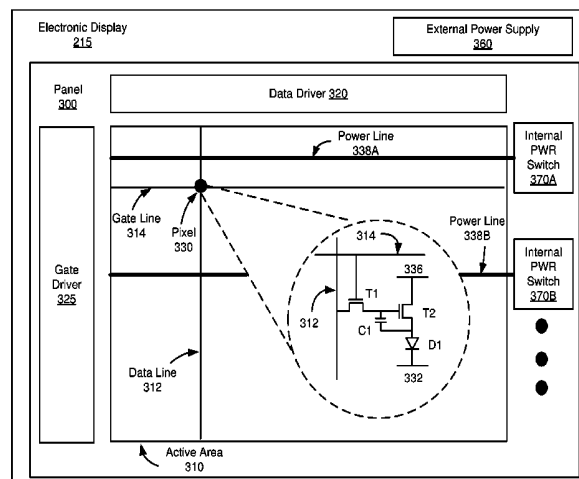 Electronic Display
215
External Power Supply
360
Panel
300
Data Driver 320
Power Line
338A
Internal
PWR
Switch
370A
Gate Line
314
Pixel
330
314
Power Line
338B
Gate
Driver
325
336
Internal
PWR
Switch
370B
312
T1
T2
C1
D1
332
Data Line
312
Active Area
310